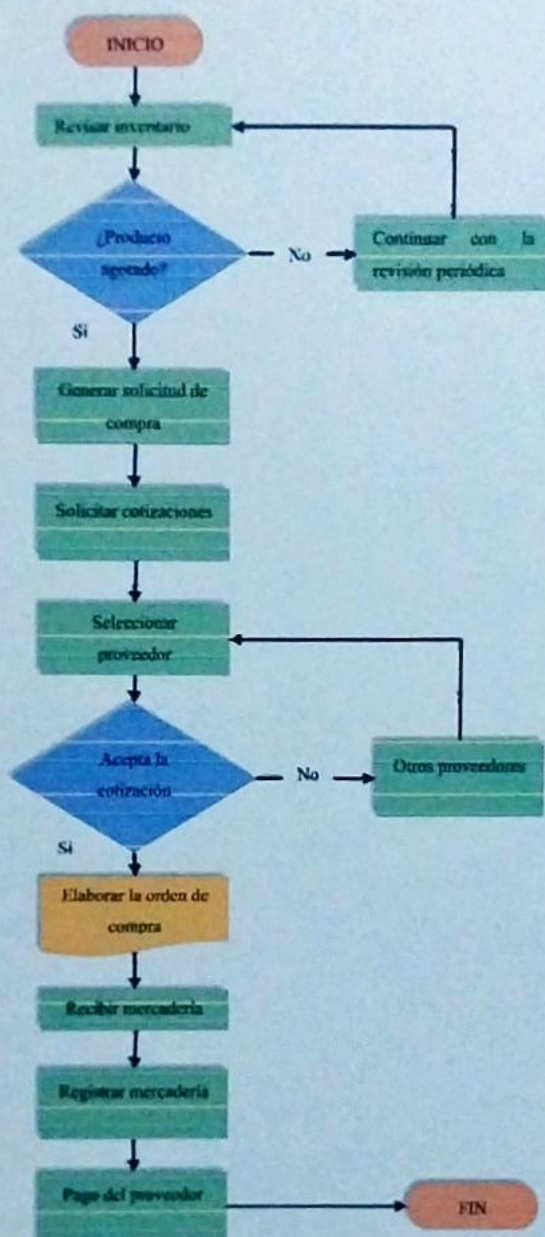 INICIO
Revisar inventario
¿Producto
agotado?
No
Continuar con la
revisión periódica
Si
Generar solicitud de
compra
Solicitar cotizaciones
Seleccionar
proveedor
Acepta la
cotización
No
Otros proveedores
Si
Elaborar la orden de
compra
Recibir mercadería
Registrar mercadería
Pago del proveedor
FIN